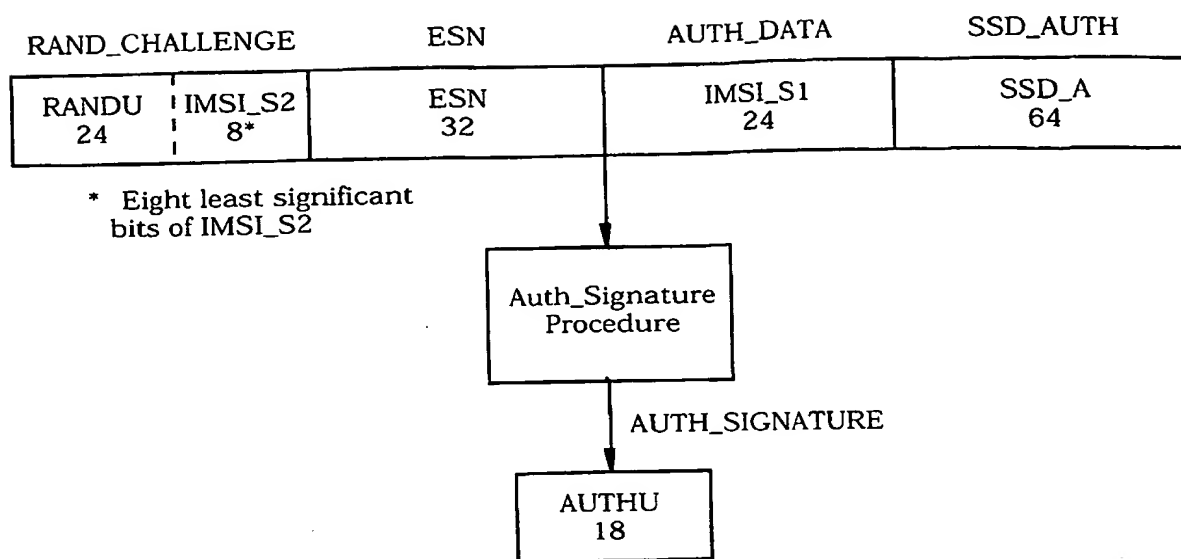 RAND_CHALLENGE ESN AUTH_DATA SSD_AUTH
RANDU IMSI_S2 ESN IMSI_S1 SSD_A
24 8* 32 24 64
* Eight least significant
bits of IMSI_S2
Auth_Signature
Procedure
AUTH_SIGNATURE
AUTHU
18